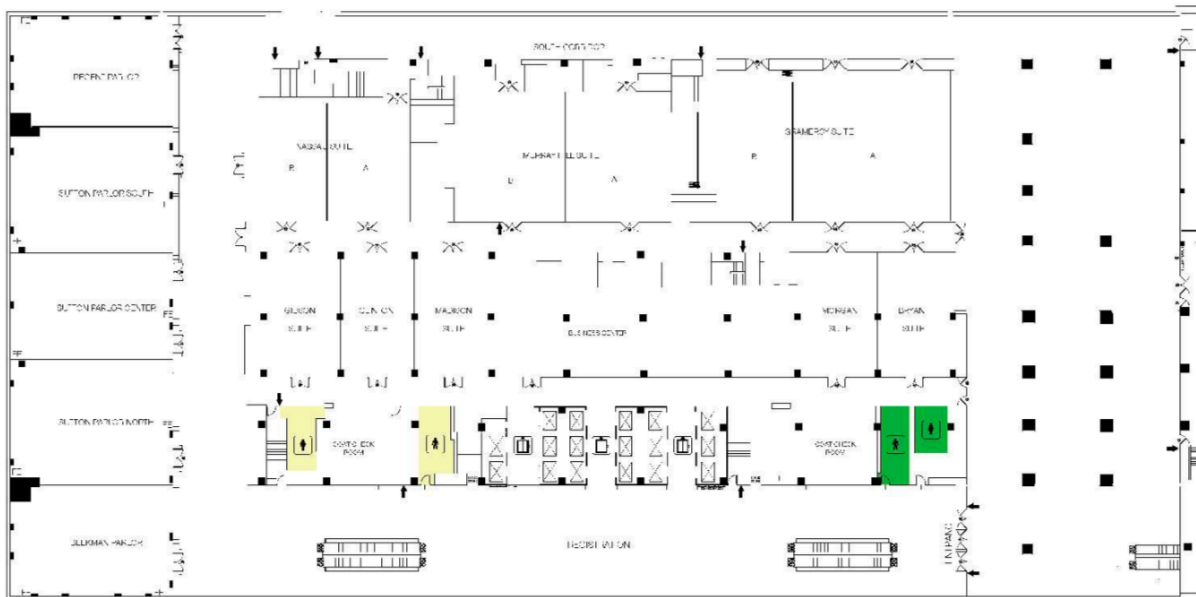 SOUTH CORRIDOR
REGENT PARLOR
NASSAU SUITE
B
A
MURRAY HILL SUITE
B
A
GRAMERCY SUITE
B
A
SUTTON PARLOR SOUTH
SUTTON PARLOR CENTER
GIBSON
SUITE
CLINTON
SUITE
MADISON
SUITE
BUSINESS CENTER
MORGAN
SUITE
BRYAN
SUITE
SUTTON PARLOR NORTH
COAT CHECK
ROOM
COAT CHECK
ROOM
BEEKMAN PARLOR
REGISTRATION